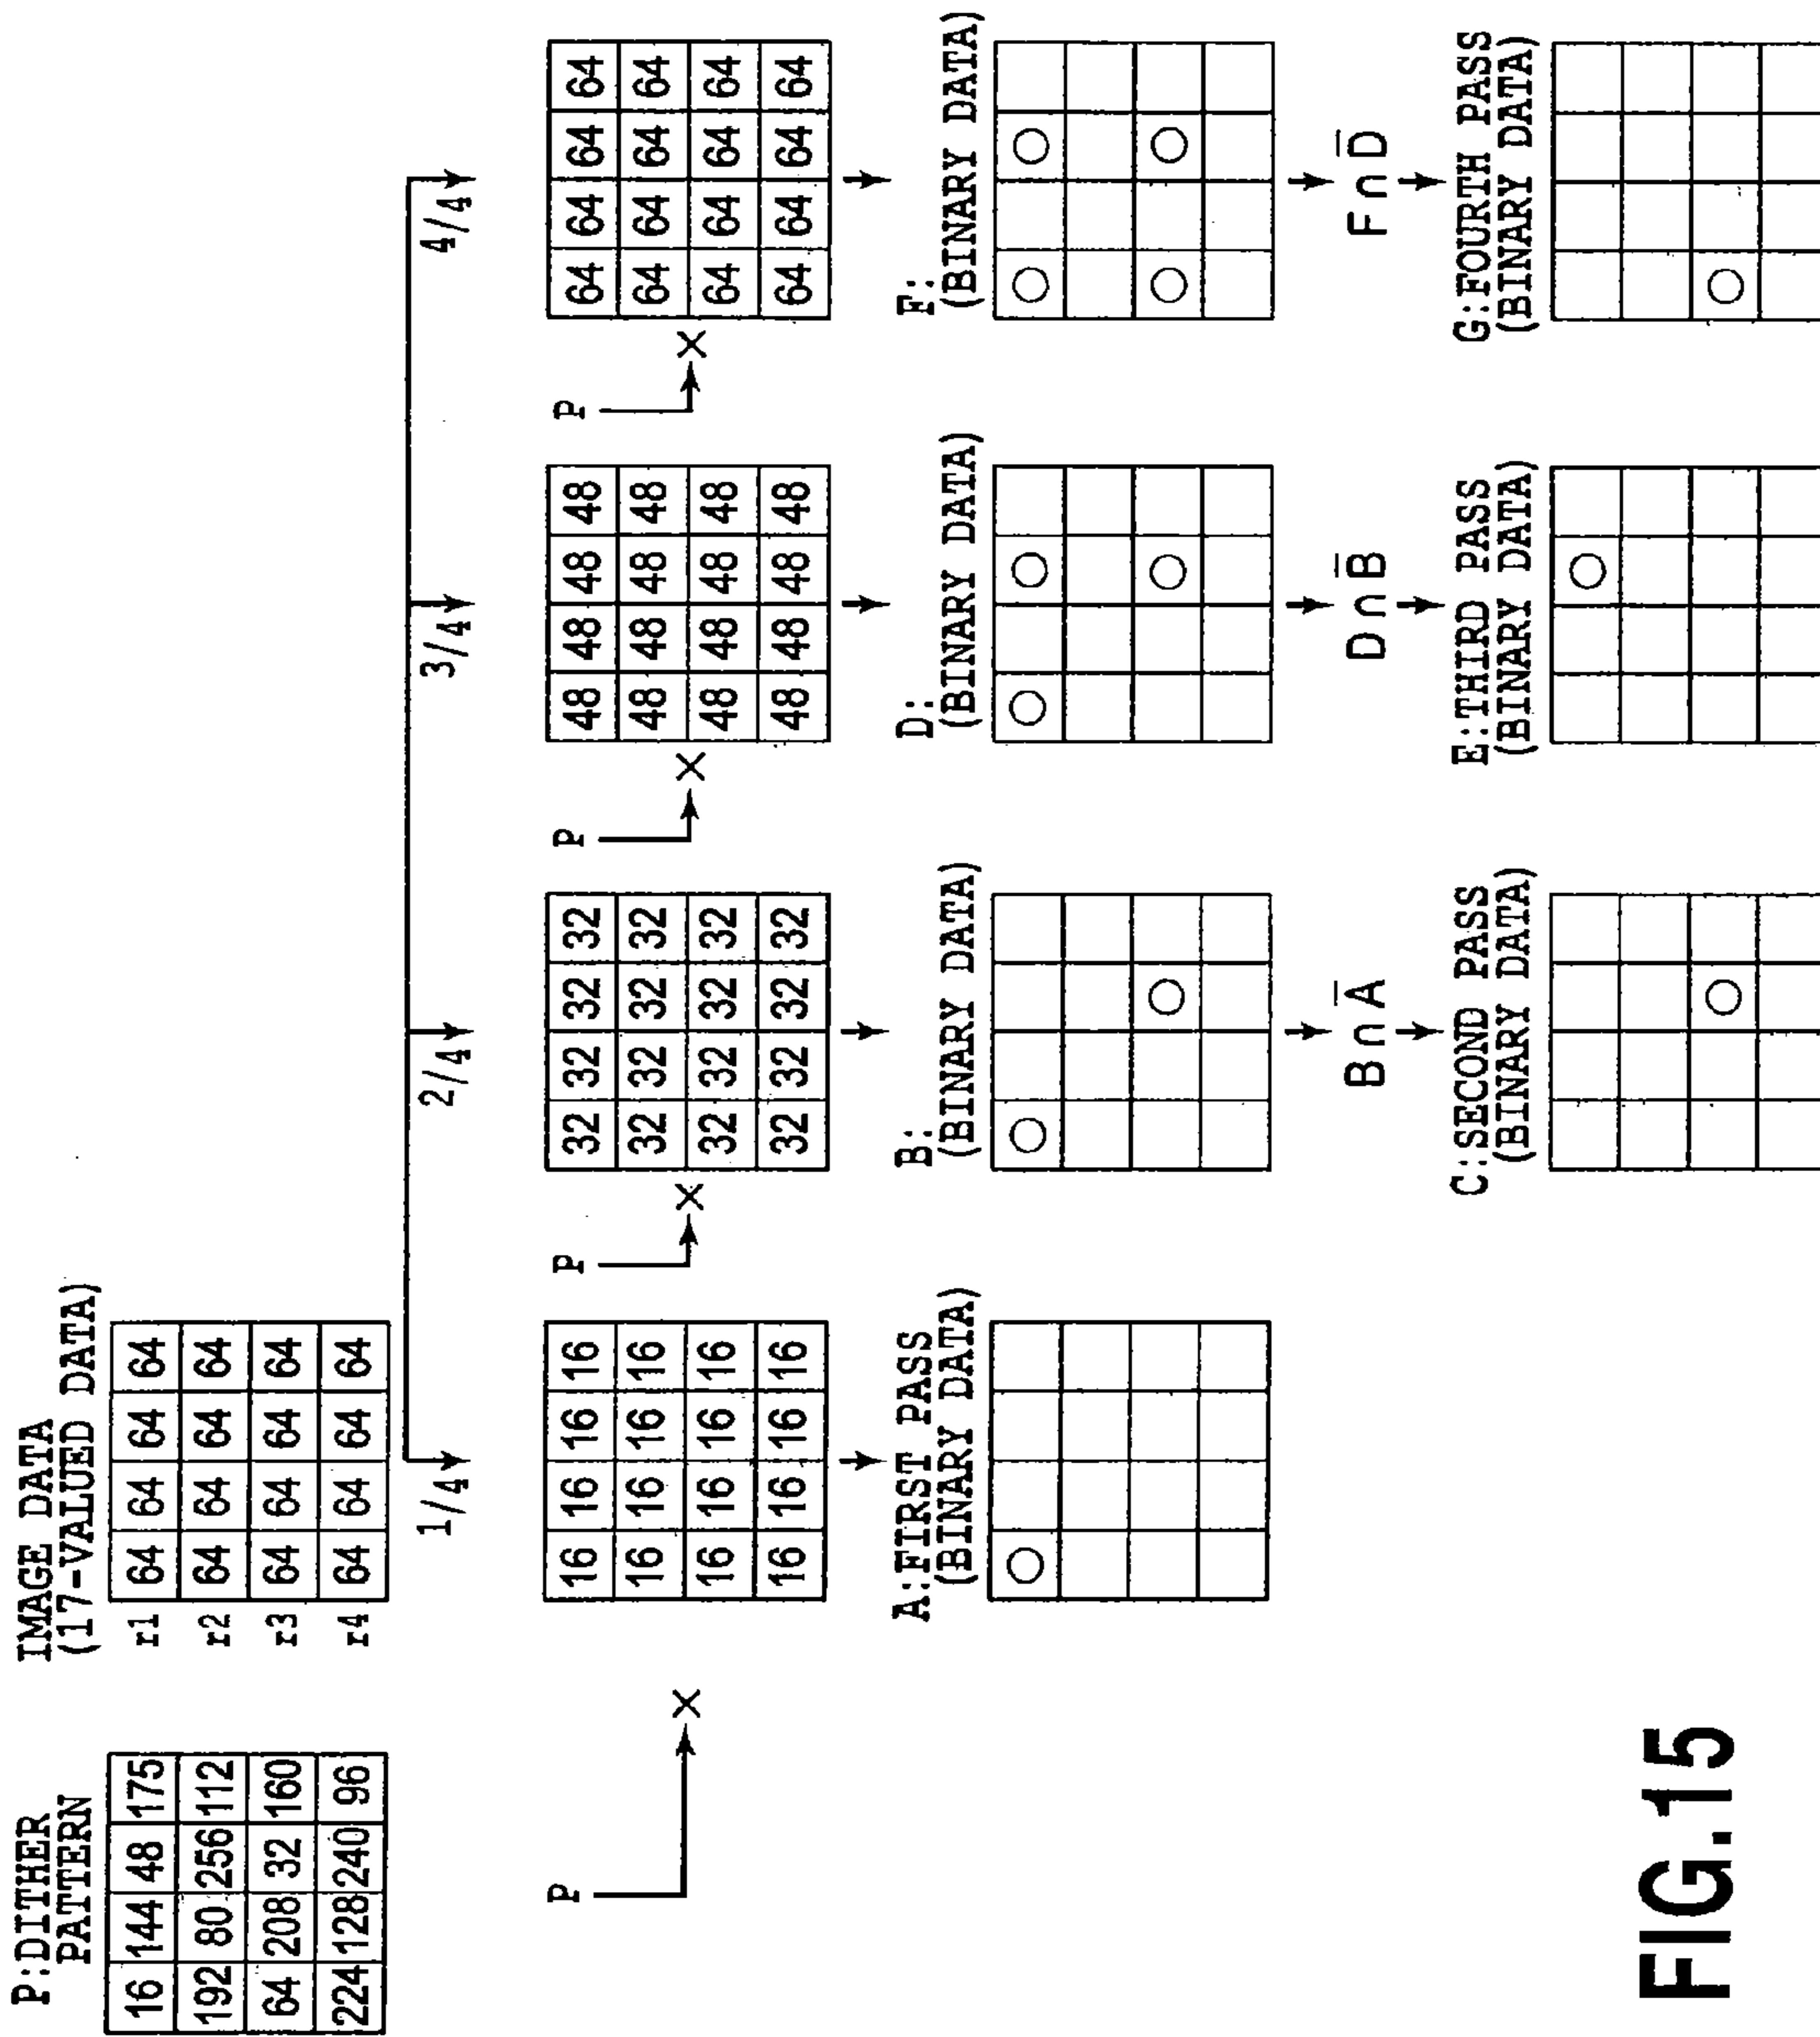 P:DITHER
PATTERN
16 144 48 175
192 80 256 112
64 208 32 160
224 128 240 96
IMAGE DATA
(17-VALUED DATA)
r1 64 64 64 64
r2 64 64 64 64
r3 64 64 64 64
r4 64 64 64 64
1/4 2/4 3/4 4/4
P
16 16 16 16
16 16 16 16
16 16 16 16
16 16 16 16
P
32 32 32 32
32 32 32 32
32 32 32 32
32 32 32 32
P
48 48 48 48
48 48 48 48
48 48 48 48
48 48 48 48
P
64 64 64 64
64 64 64 64
64 64 64 64
64 64 64 64
A:FIRST PASS
(BINARY DATA)
B:
(BINARY DATA)
D:
(BINARY DATA)
F:
(BINARY DATA)
B∩A̅
D∩B̅
F∩D̅
C:SECOND PASS
(BINARY DATA)
E:THIRD PASS
(BINARY DATA)
G:FOURTH PASS
(BINARY DATA)
FIG.15